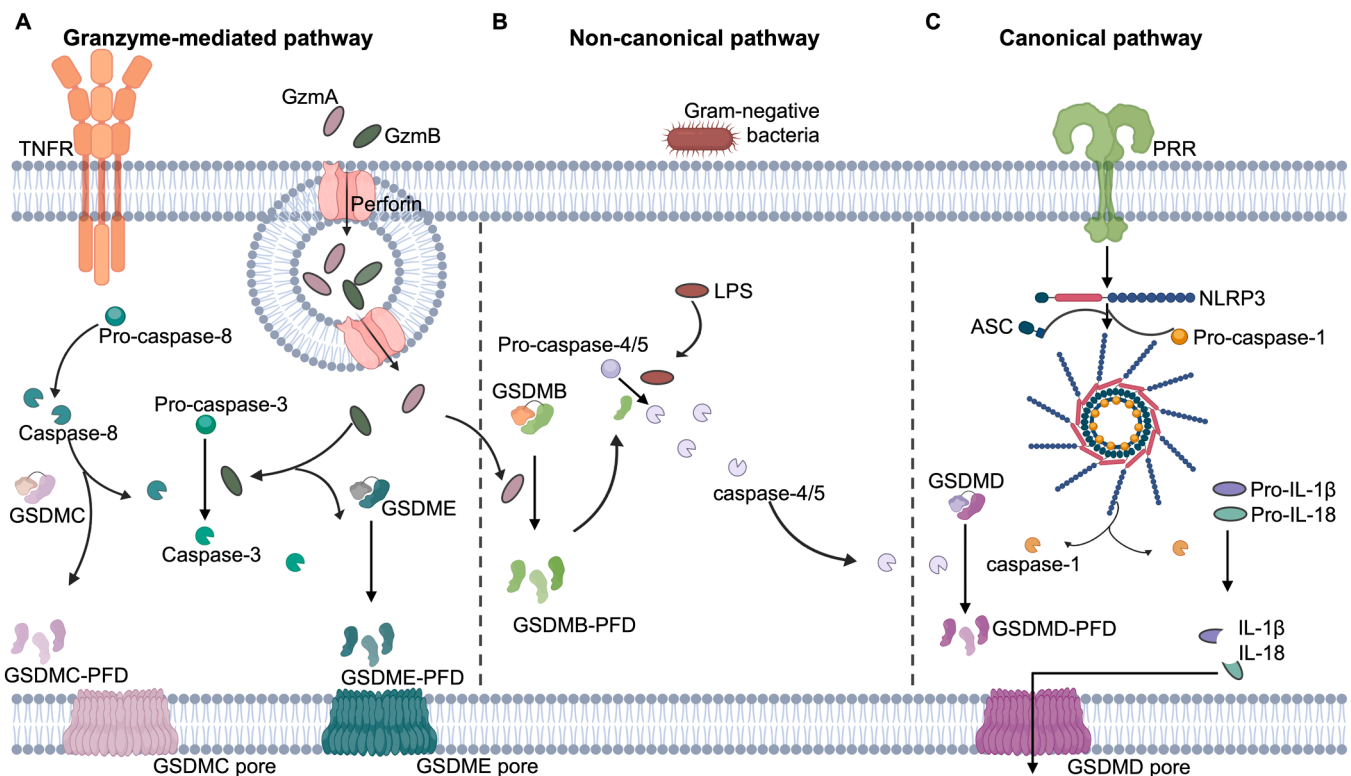 A
Granzyme-mediated pathway
TNFR
GzmA
GzmB
Perforin
Pro-caspase-8
Caspase-8
Pro-caspase-3
Caspase-3
GSDMC
GSDME
GSDMC-PFD
GSDME-PFD
GSDMC pore
GSDME pore
B
Non-canonical pathway
Gram-negative
bacteria
LPS
Pro-caspase-4/5
GSDMB
caspase-4/5
GSDMB-PFD
C
Canonical pathway
PRR
NLRP3
ASC
Pro-caspase-1
GSDMD
Pro-IL-1β
Pro-IL-18
caspase-1
GSDMD-PFD
IL-1β
IL-18
GSDMD pore